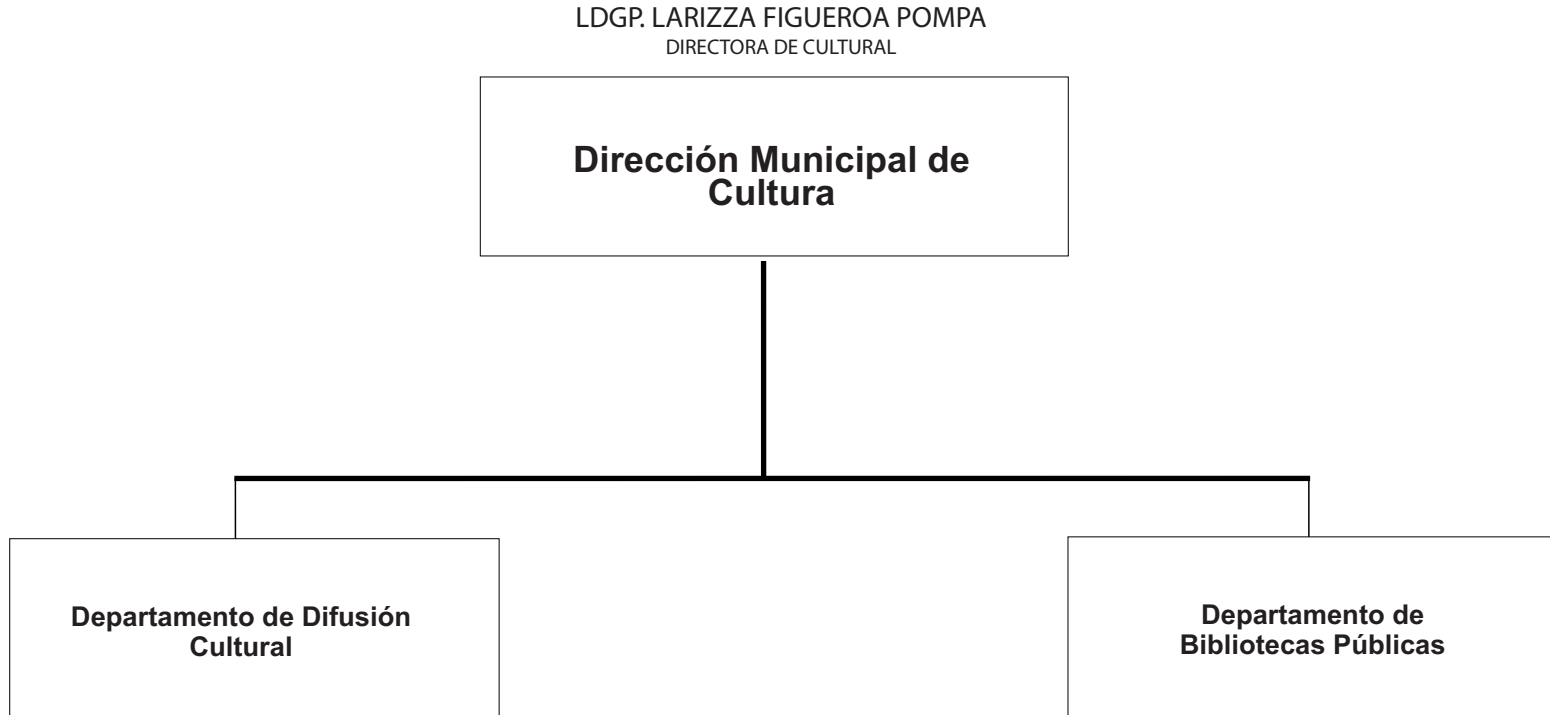 LDGP. LARIZZA FIGUEROA POMPA
DIRECTORA DE CULTURAL
Dirección Municipal de
Cultura
Departamento de Difusión
Cultural
Departamento de
Bibliotecas Públicas